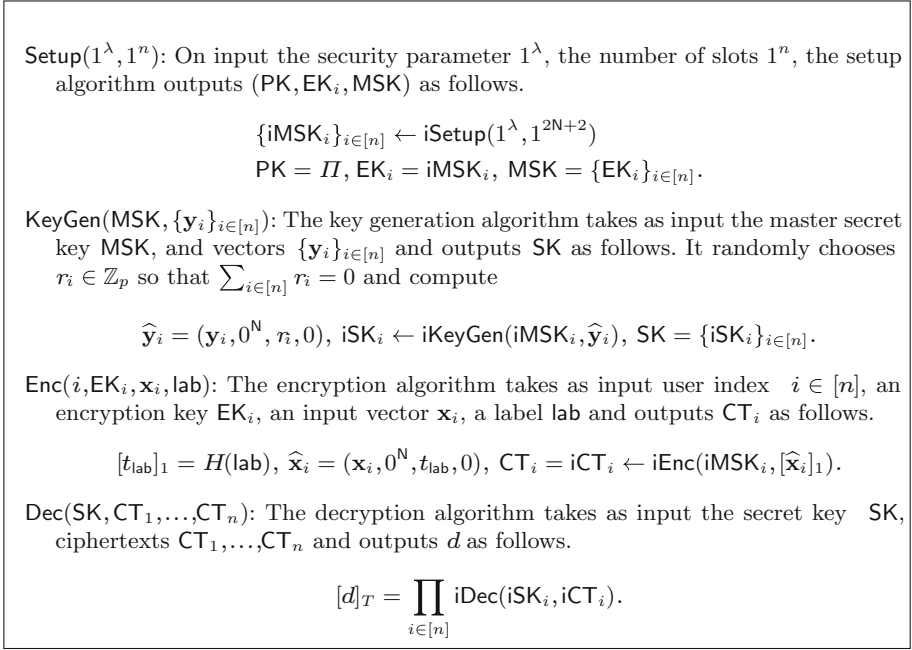 Setup(1^λ, 1^n): On input the security parameter 1^λ, the number of slots 1^n, the setup
algorithm outputs (PK, EK_i, MSK) as follows.
{iMSK_i}_{i∈[n]} ← iSetup(1^λ, 1^{2N+2})
PK = Π, EK_i = iMSK_i, MSK = {EK_i}_{i∈[n]}.
KeyGen(MSK, {y_i}_{i∈[n]}): The key generation algorithm takes as input the master secret
key MSK, and vectors {y_i}_{i∈[n]} and outputs SK as follows. It randomly chooses
r_i ∈ ℤ_p so that ∑_{i∈[n]} r_i = 0 and compute
ŷ_i = (y_i, 0^N, r_i, 0), iSK_i ← iKeyGen(iMSK_i, ŷ_i), SK = {iSK_i}_{i∈[n]}.
Enc(i, EK_i, x_i, lab): The encryption algorithm takes as input user index i ∈ [n], an
encryption key EK_i, an input vector x_i, a label lab and outputs CT_i as follows.
[t_lab]_1 = H(lab), x̂_i = (x_i, 0^N, t_lab, 0), CT_i = iCT_i ← iEnc(iMSK_i, [x̂_i]_1).
Dec(SK, CT_1,...,CT_n): The decryption algorithm takes as input the secret key SK,
ciphertexts CT_1,...,CT_n and outputs d as follows.
[d]_T = ∏_{i∈[n]} iDec(iSK_i, iCT_i).